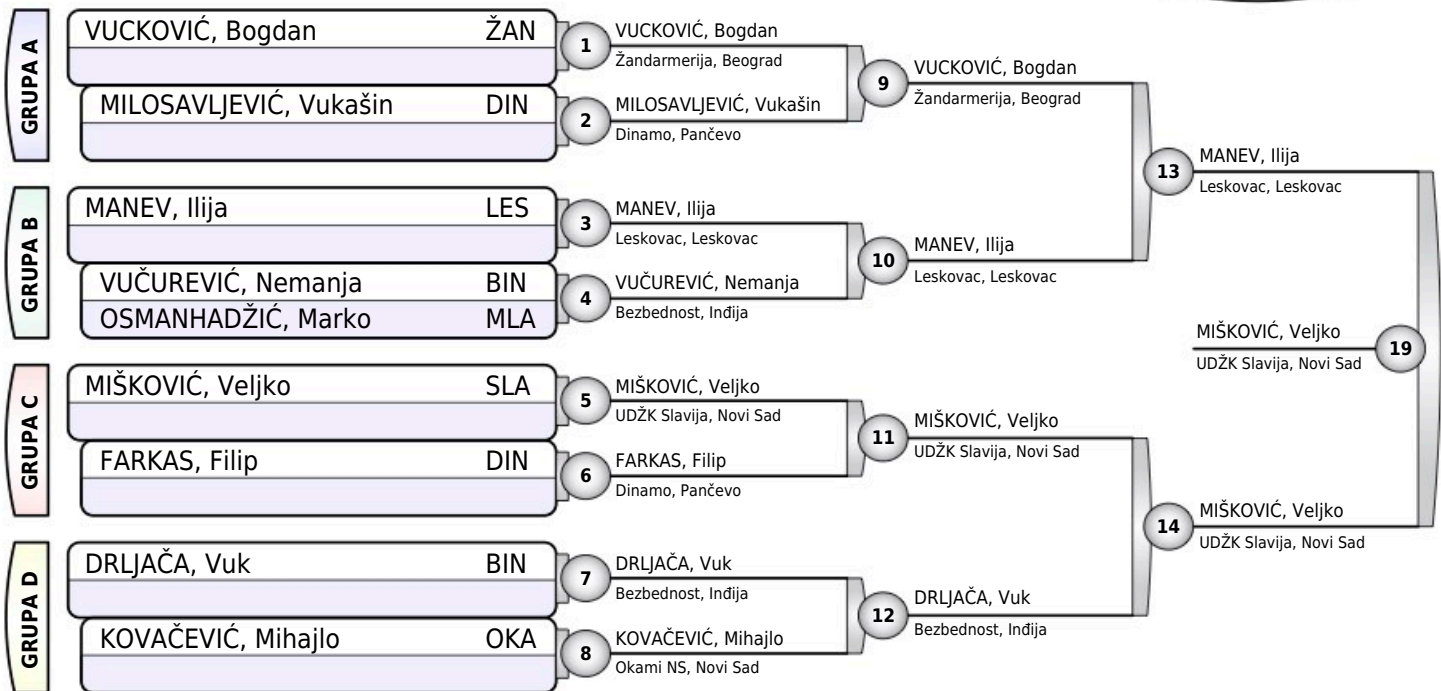 GRUPA A
VUCKOVIĆ, Bogdan ŽAN
MILOSAVLJEVIĆ, Vukašin DIN
GRUPA B
MANEV, Ilija LES
VUČUREVIĆ, Nemanja BIN
OSMANHADŽIĆ, Marko MLA
GRUPA C
MIŠKOVIĆ, Veljko SLA
FARKAS, Filip DIN
GRUPA D
DRLJAČA, Vuk BIN
KOVAČEVIĆ, Mihajlo OKA
1
VUCKOVIĆ, Bogdan
Žandarmerija, Beograd
2
MILOSAVLJEVIĆ, Vukašin
Dinamo, Pančevo
3
MANEV, Ilija
Leskovac, Leskovac
4
VUČUREVIĆ, Nemanja
Bezbednost, Inđija
5
MIŠKOVIĆ, Veljko
UDŽK Slavija, Novi Sad
6
FARKAS, Filip
Dinamo, Pančevo
7
DRLJAČA, Vuk
Bezbednost, Inđija
8
KOVAČEVIĆ, Mihajlo
Okami NS, Novi Sad
9
VUCKOVIĆ, Bogdan
Žandarmerija, Beograd
10
MANEV, Ilija
Leskovac, Leskovac
11
MIŠKOVIĆ, Veljko
UDŽK Slavija, Novi Sad
12
DRLJAČA, Vuk
Bezbednost, Inđija
13
MANEV, Ilija
Leskovac, Leskovac
14
MIŠKOVIĆ, Veljko
UDŽK Slavija, Novi Sad
MIŠKOVIĆ, Veljko
UDŽK Slavija, Novi Sad
19